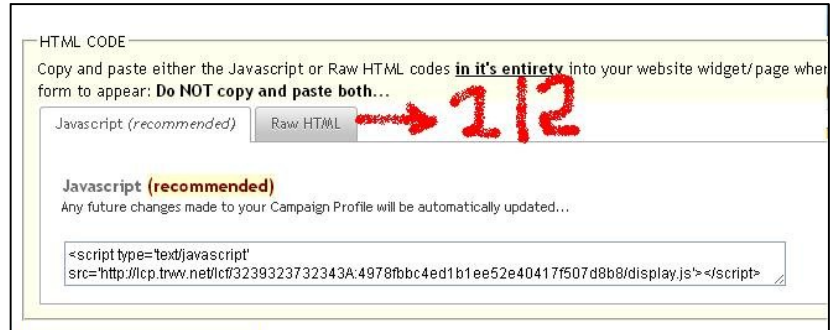 HTML CODE
Copy and paste either the Javascript or Raw HTML codes in it's entirety into your website widget/page wher
form to appear: Do NOT copy and paste both...
Javascript (recommended)
Raw HTML
1|2
Javascript (recommended)
Any future changes made to your Campaign Profile will be automatically updated...
<script type='text/javascript'
src='http://lcp.trwv.net/lcf/3239323732343A:4978fbbc4ed1b1ee52e40417f507d8b8/display.js'></script>